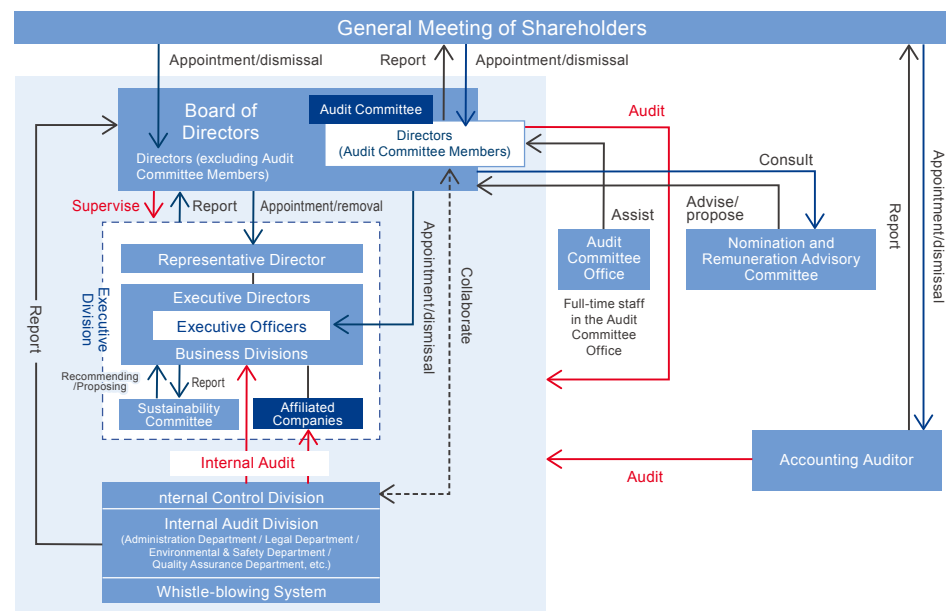 General Meeting of Shareholders
Appointment/dismissal
Report
Appointment/dismissal
Board of
Directors
Directors (excluding Audit
Committee Members)
Audit Committee
Directors
(Audit Committee Members)
Audit
Consult
Supervise
Report
Appointment/removal
Assist
Advise/
propose
Report
Appointment/dismissal
Representative Director
Audit
Committee
Office
Nomination and
Remuneration Advisory
Committee
Executive
Division
Executive Directors
Executive Officers
Business Divisions
Appointment/dismissal
Collaborate
Full-time staff
in the Audit
Committee
Office
Report
Recommending
/Proposing
Report
Sustainability
Committee
Affiliated
Companies
Internal Audit
Audit
Accounting Auditor
nternal Control Division
Internal Audit Division
(Administration Department / Legal Department /
Environmental & Safety Department /
Quality Assurance Department, etc.)
Whistle-blowing System